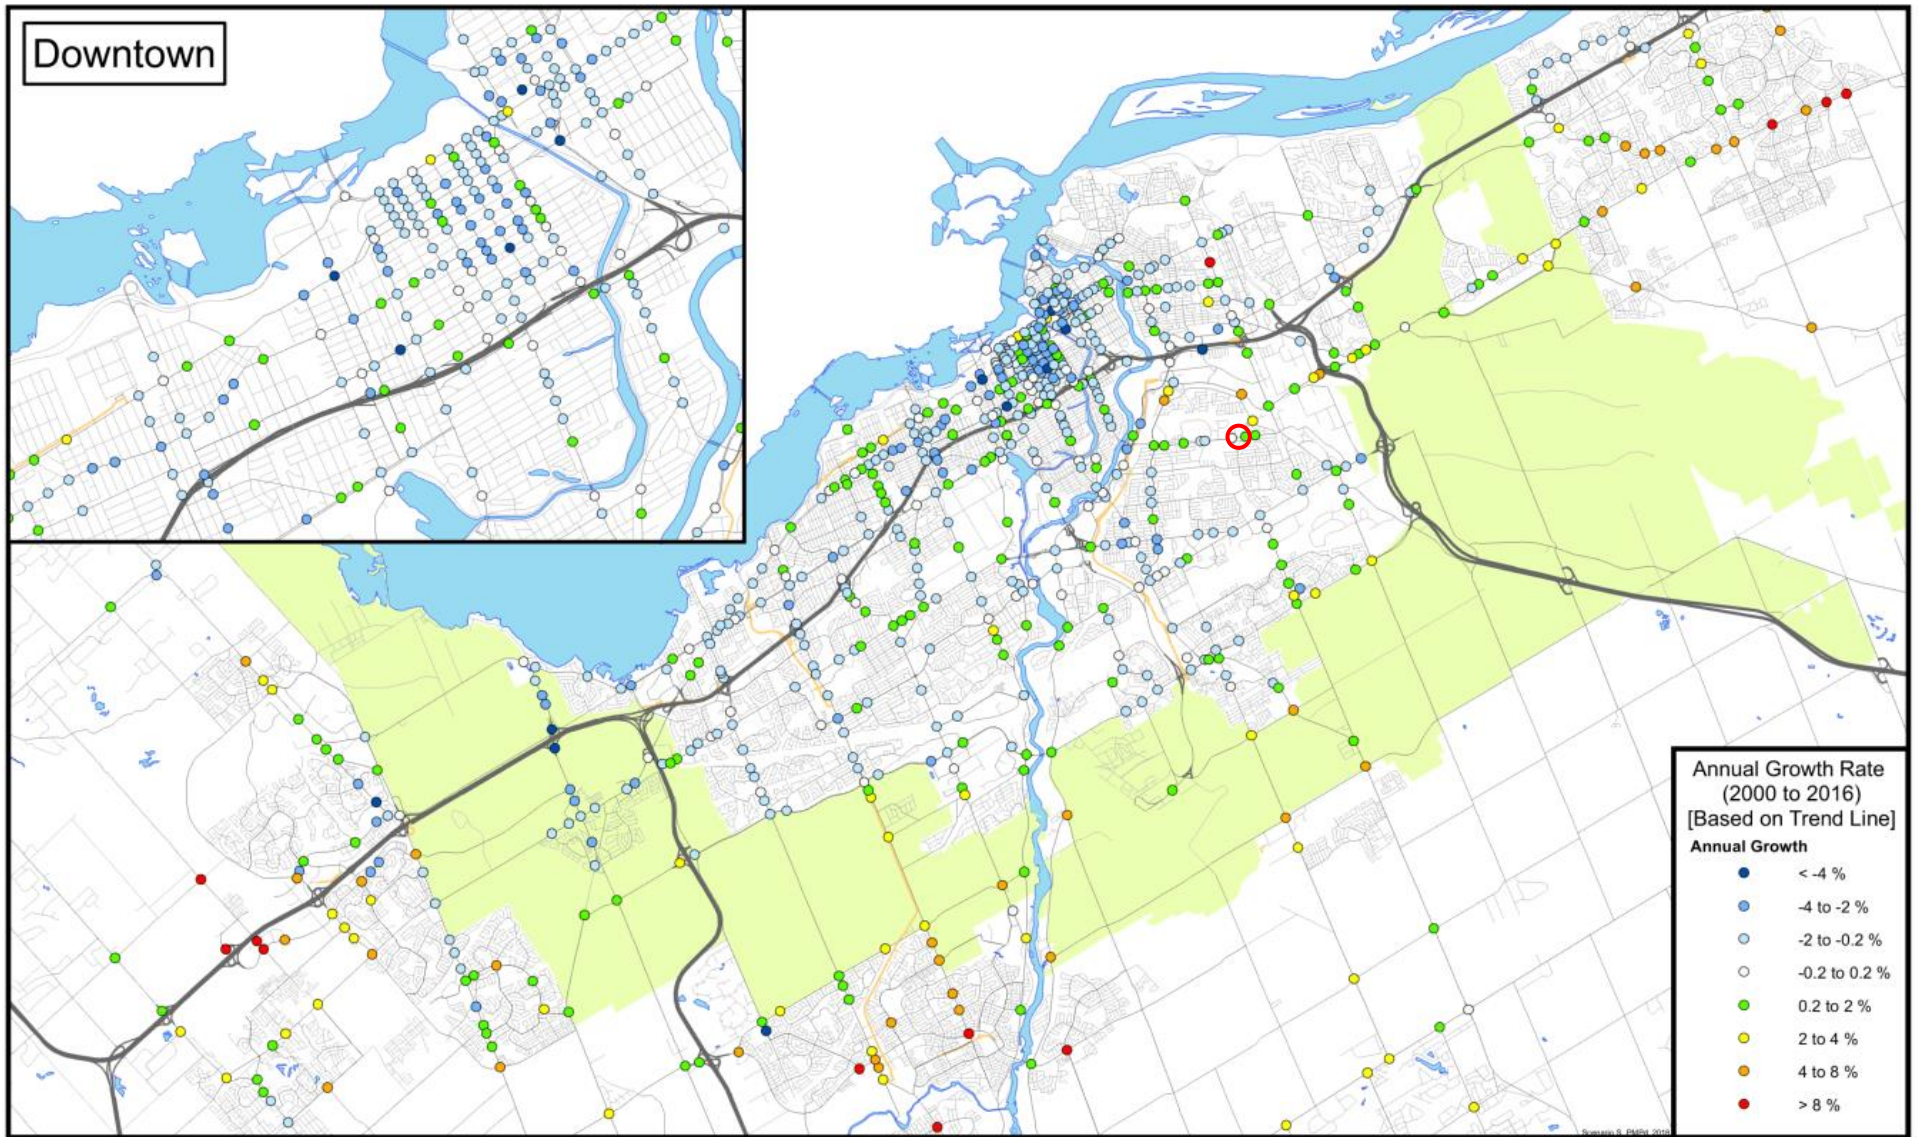 Downtown
Annual Growth Rate
(2000 to 2016)
[Based on Trend Line]
Annual Growth
< -4 %
-4 to -2 %
-2 to -0.2 %
-0.2 to 0.2 %
0.2 to 2 %
2 to 4 %
4 to 8 %
> 8 %